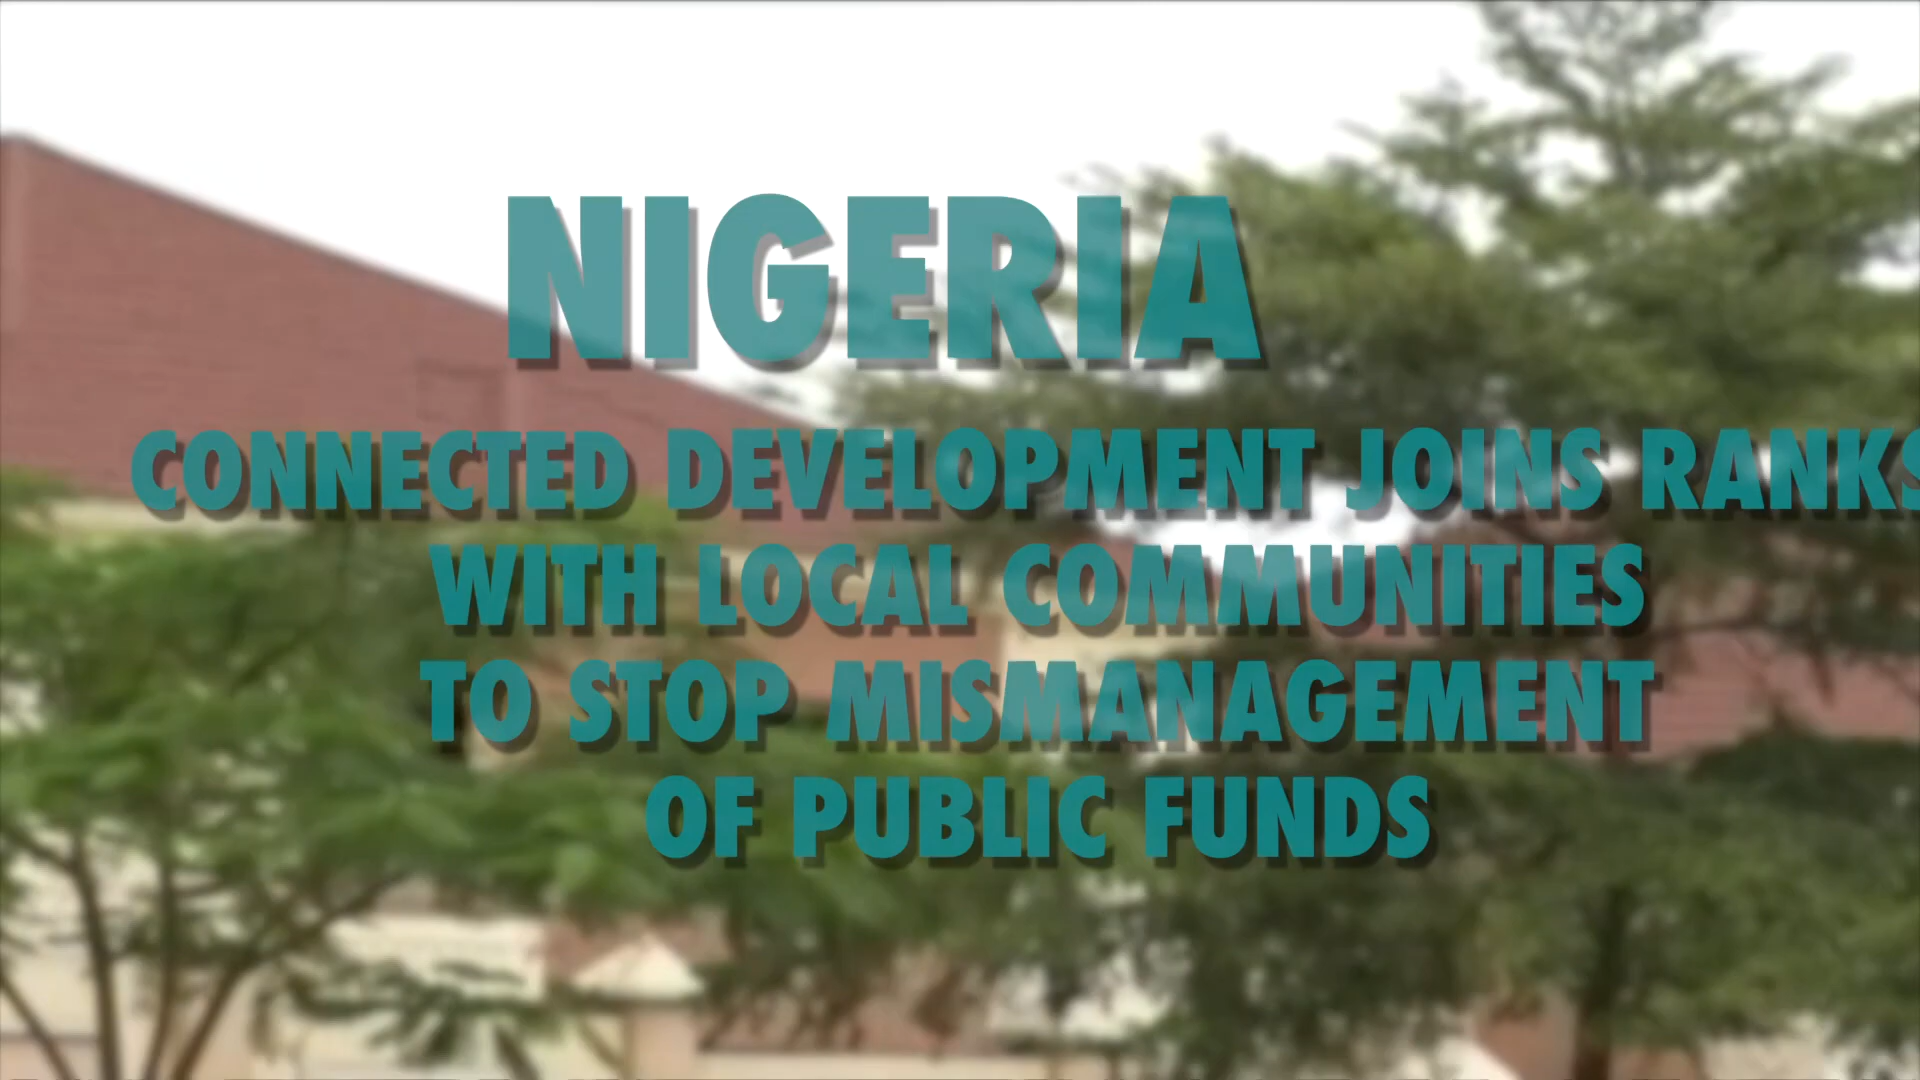 NIGERIA
CONNECTED DEVELOPMENT JOINS RANKS
WITH LOCAL COMMUNITIES
TO STOP MISMANAGEMENT
OF PUBLIC FUNDS